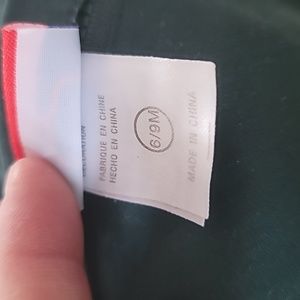 6/9M
MADE IN CHINA
FABRIQUE EN CHINE
HECHO EN CHINA